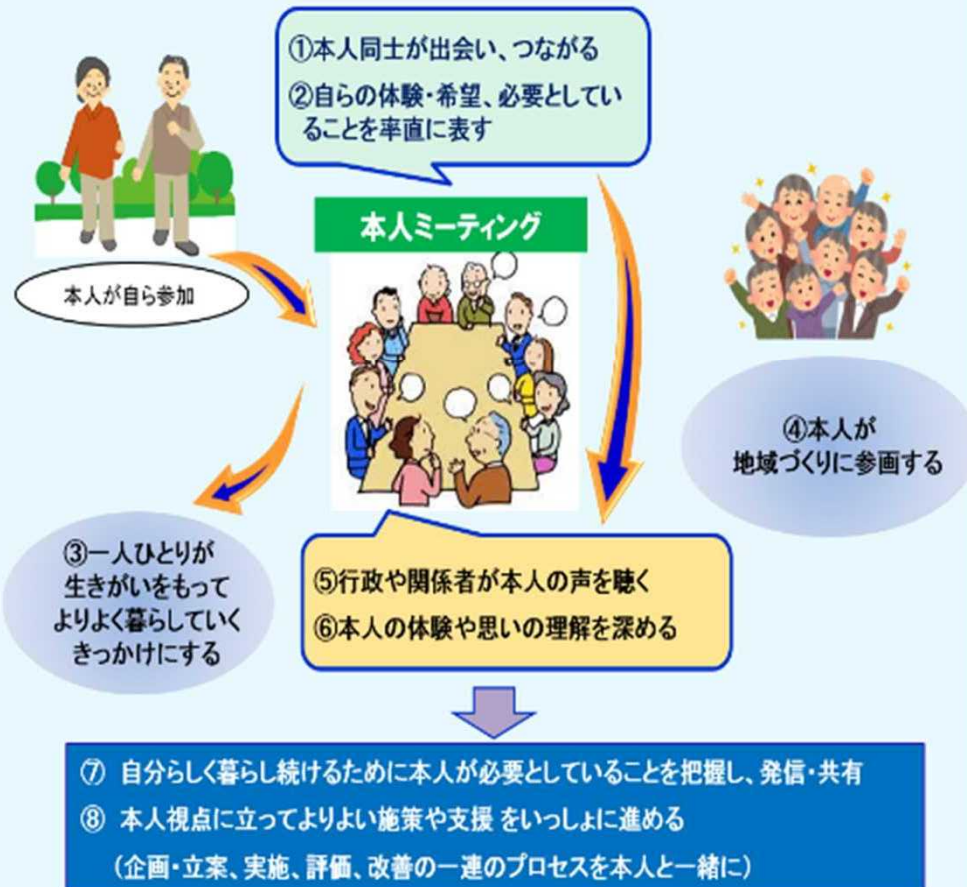 ①本人同士が出会い、つながる
②自らの体験・希望、必要としてい
ることを率直に表す
本人ミーティング
本人が自ら参加
④本人が
地域づくりに参画する
③一人ひとりが
生きがいをもって
よりよく暮らしていく
きっかけにする
⑤行政や関係者が本人の声を聴く
⑥本人の体験や思いの理解を深める
⑦ 自分らしく暮らし続けるために本人が必要としていることを把握し、発信・共有
⑧ 本人視点に立ってよりよい施策や支援 をいっしょに進める
(企画・立案、実施、評価、改善の一連のプロセスを本人と一緒に)